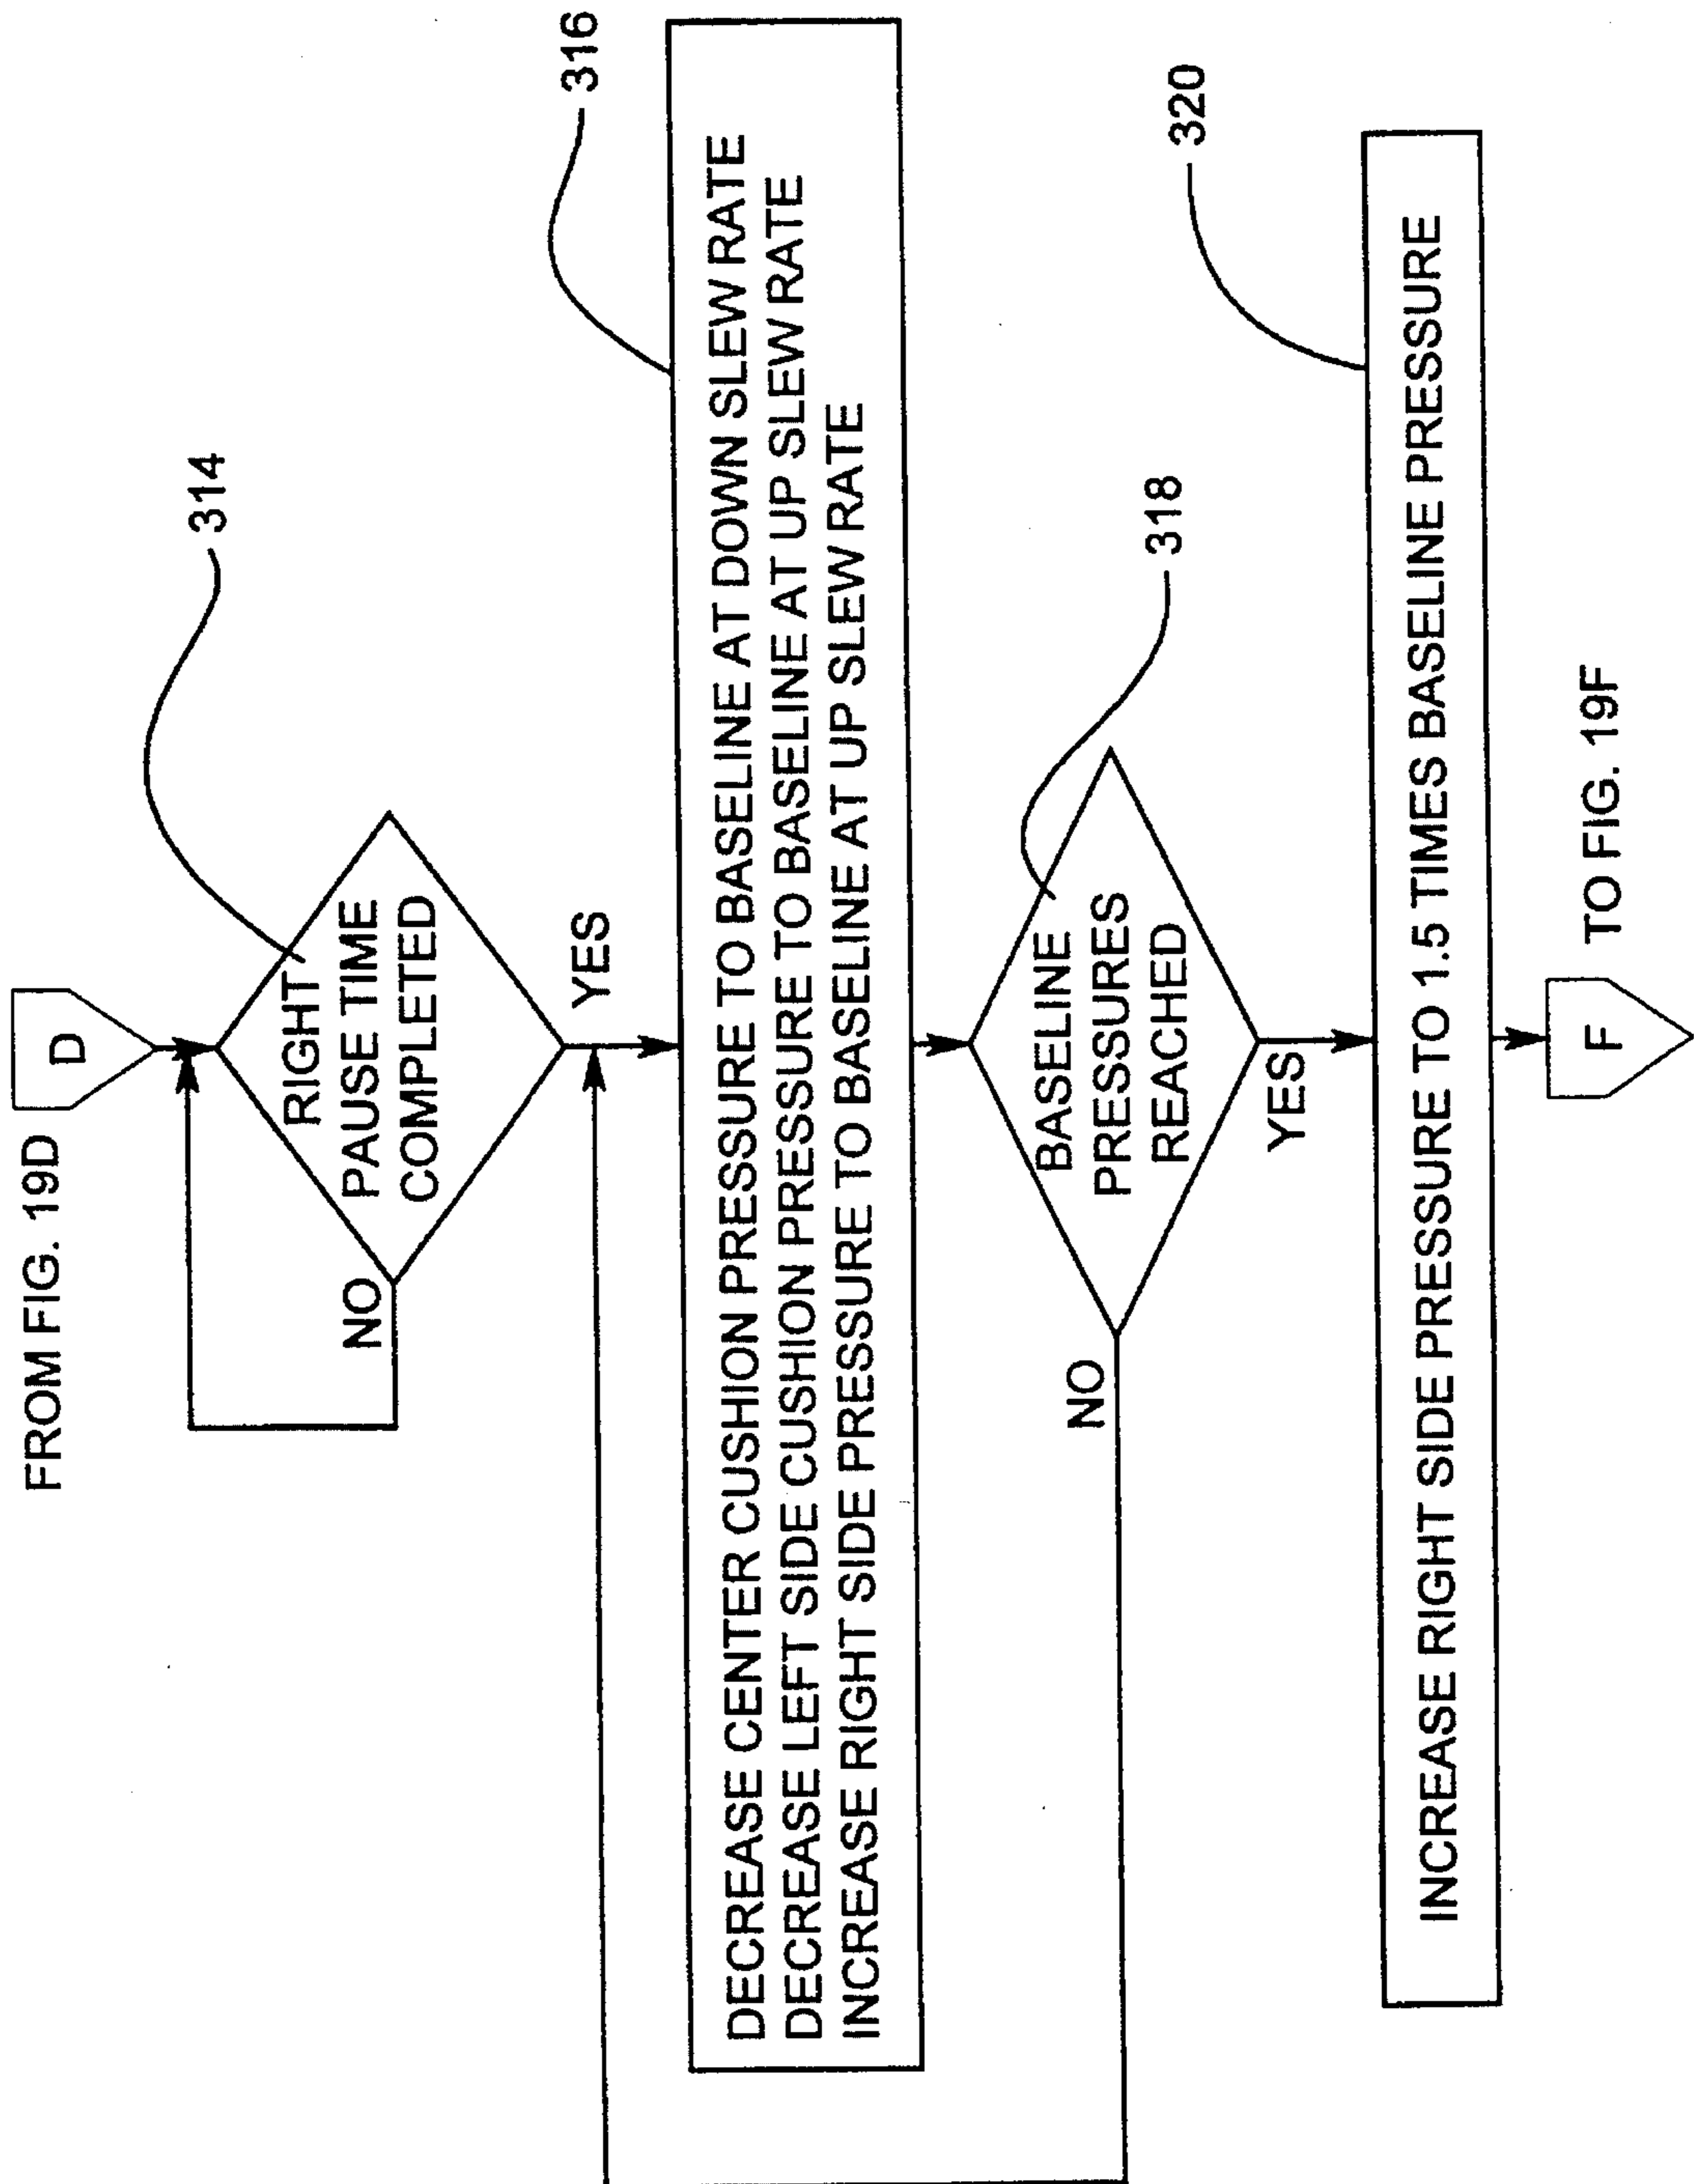 FROM FIG. 19D
D
314
RIGHT
PAUSE TIME
COMPLETED
NO
YES
316
DECREASE CENTER CUSHION PRESSURE TO BASELINE AT DOWN SLEW RATE
DECREASE LEFT SIDE CUSHION PRESSURE TO BASELINE AT UP SLEW RATE
INCREASE RIGHT SIDE PRESSURE TO BASELINE AT UP SLEW RATE
318
BASELINE
PRESSURES
REACHED
NO
YES
320
INCREASE RIGHT SIDE PRESSURE TO 1.5 TIMES BASELINE PRESSURE
F
TO FIG. 19F